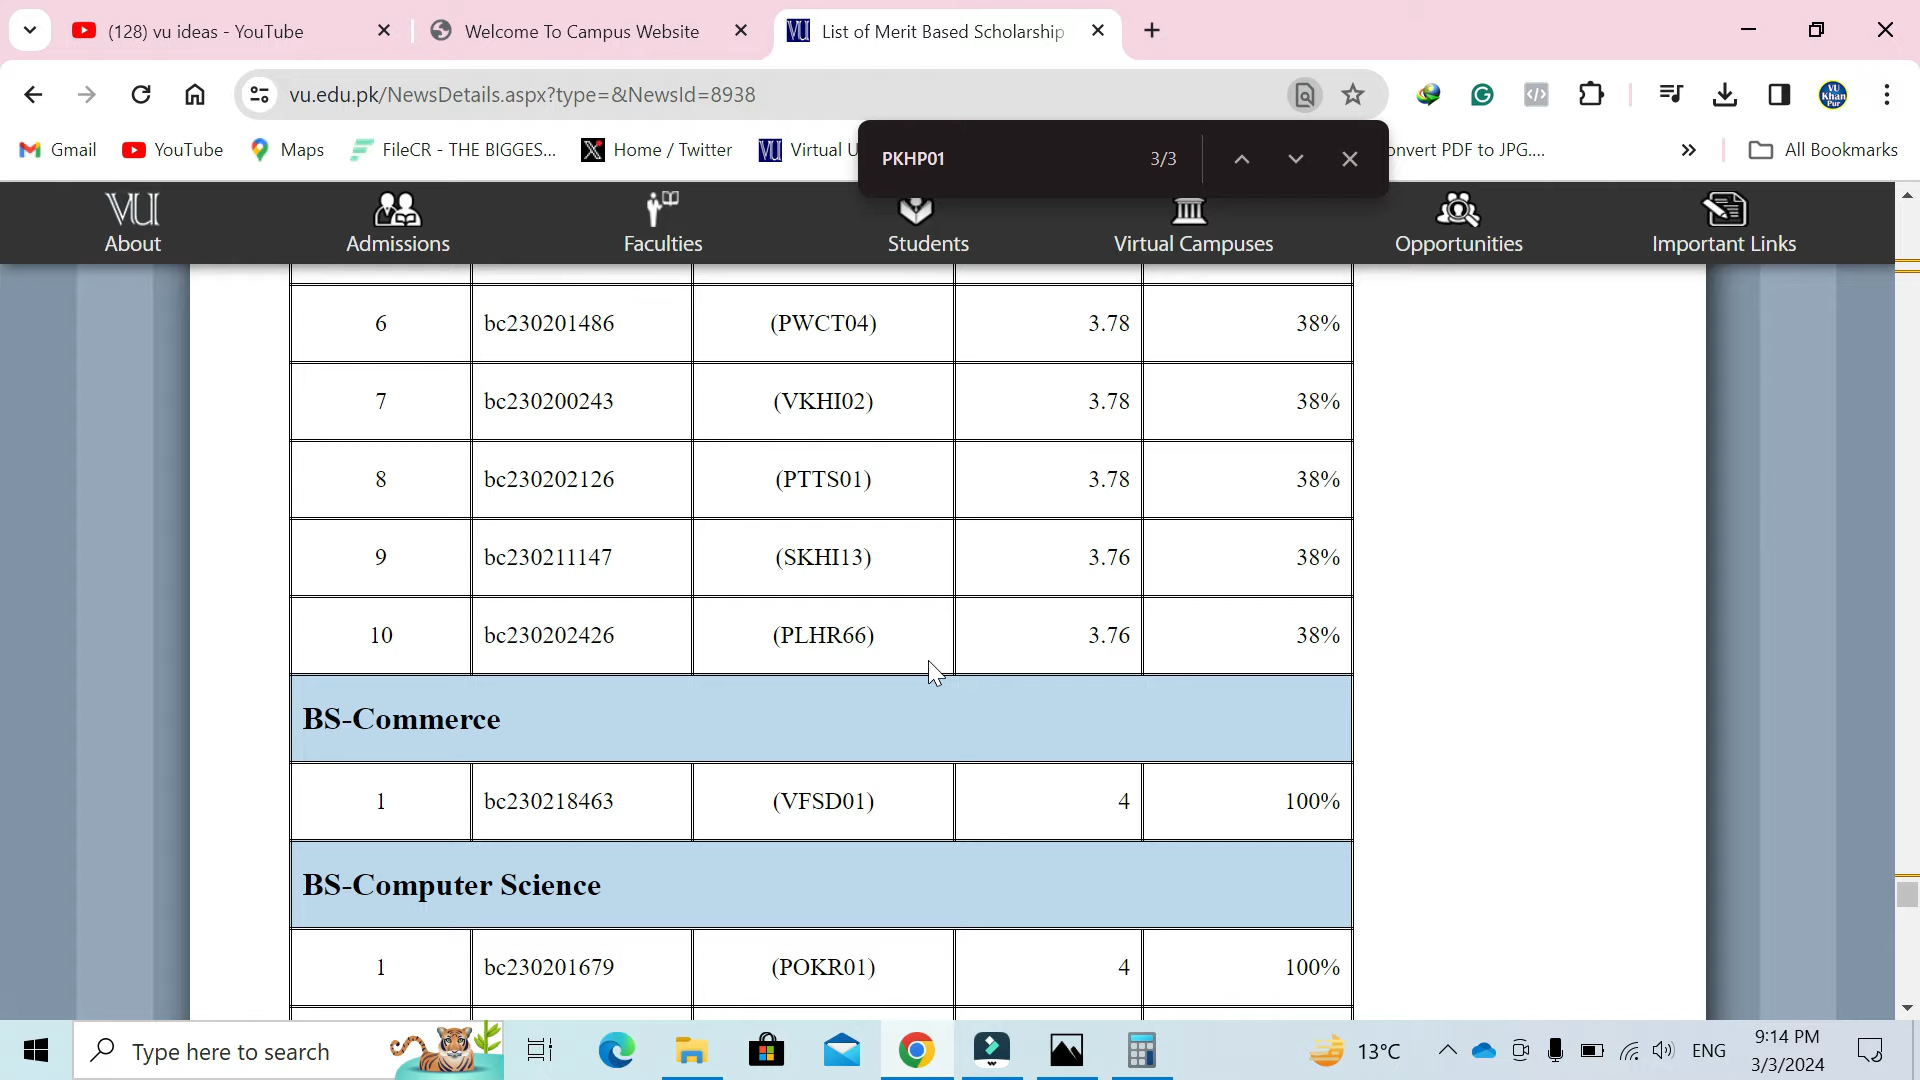 (128) vu ideas - YouTube
Welcome To Campus Website
List of Merit Based Scholarship
vu.edu.pk/NewsDetails.aspx?type=&NewsId=8938
VU Khan Pur
Gmail
YouTube
Maps
FileCR - THE BIGGES...
Home / Twitter
Virtual U
onvert PDF to JPG....
All Bookmarks
PKHP01 3/3
VU
About
Admissions
Faculties
Students
Virtual Campuses
Opportunities
Important Links
6 bc230201486 (PWCT04) 3.78 38%
7 bc230200243 (VKHI02) 3.78 38%
8 bc230202126 (PTTS01) 3.78 38%
9 bc230211147 (SKHI13) 3.76 38%
10 bc230202426 (PLHR66) 3.76 38%
BS-Commerce
1 bc230218463 (VFSD01) 4 100%
BS-Computer Science
1 bc230201679 (POKR01) 4 100%
Type here to search
13°C
ENG
9:14 PM
3/3/2024